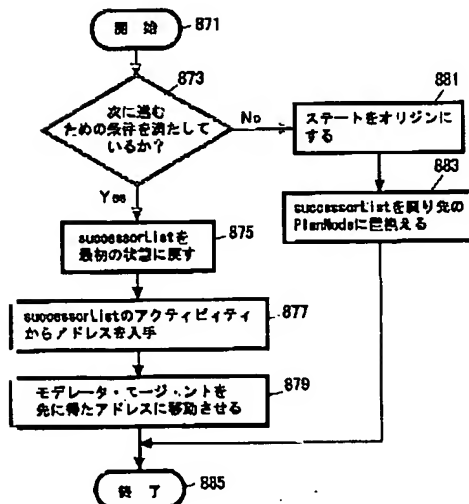 開 始
871
873
次に進む
ための条件を満たして
いるか?
No
881
ステートをオリジンに
する
Yes
883
successorListを戻り先の
PlanNodeに書換える
successorListを
最初の状態に戻す
875
successorListのアクティビィティ
からアドレスを入手
877
モデレータ・エージェントを
先に得たアドレスに移動させる
879
終 了
885